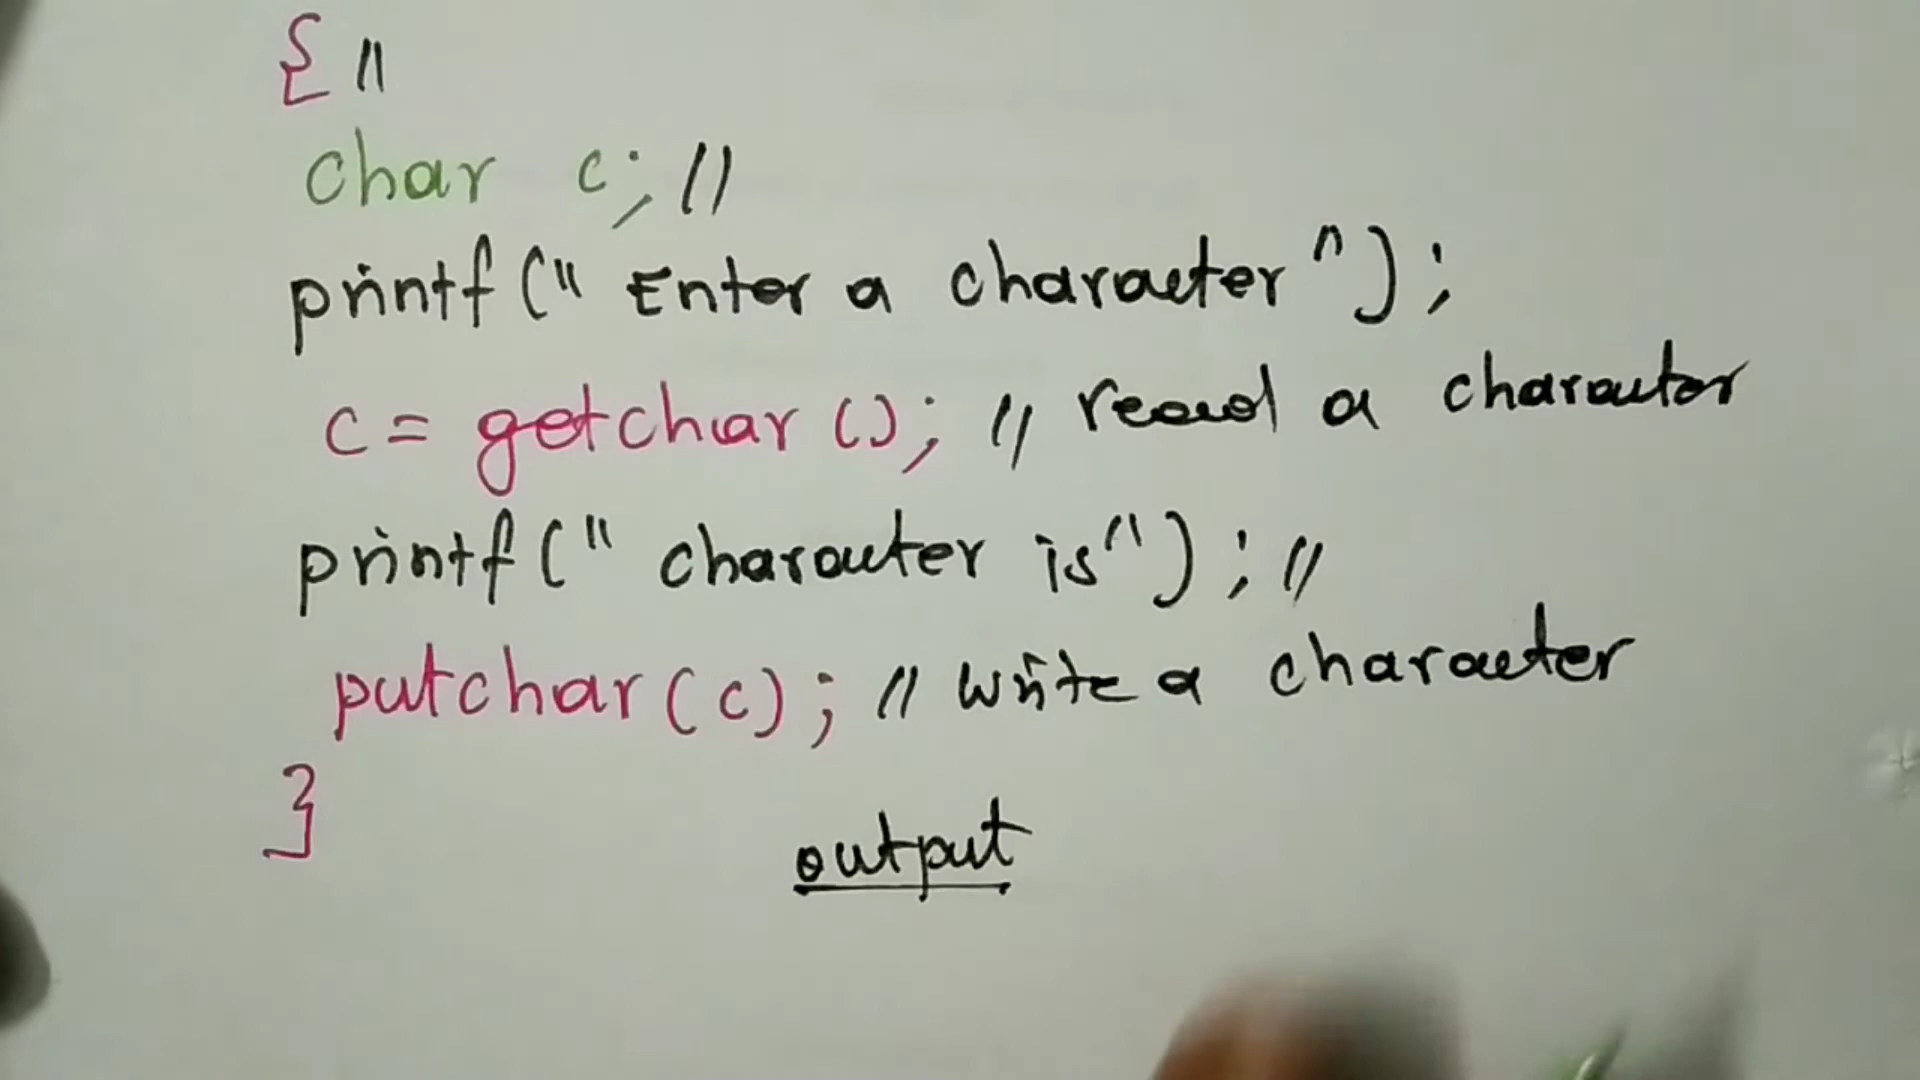 { //
char c; //
printf(" Enter a character");
c = getchar(); // read a character
printf(" character is"); //
putchar(c); // write a character
}
output